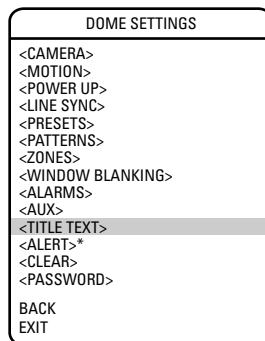 DOME SETTINGS
<CAMERA>
<MOTION>
<POWER UP>
<LINE SYNC>
<PRESETS>
<PATTERNS>
<ZONES>
<WINDOW BLANKING>
<ALARMS>
<AUX>
<TITLE TEXT>
<ALERT>*
<CLEAR>
<PASSWORD>
BACK
EXIT